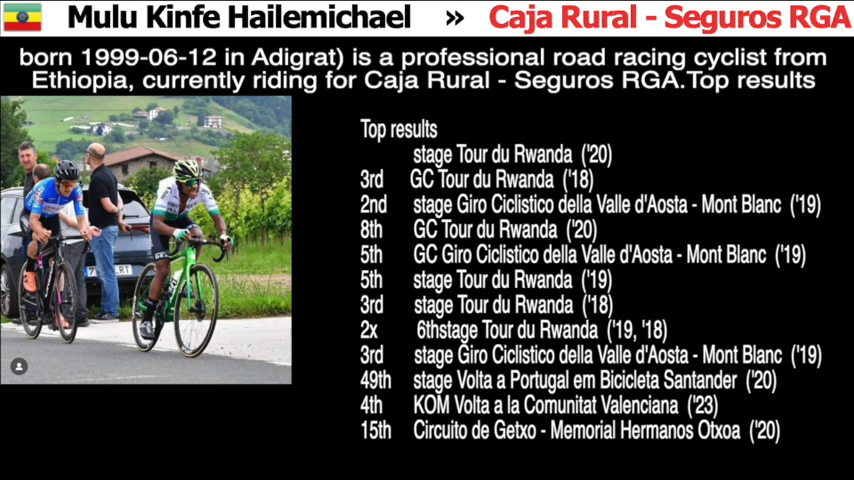 Mulu Kinfe Hailemichael » Caja Rural - Seguros RGA
born 1999-06-12 in Adigrat) is a professional road racing cyclist from
Ethiopia, currently riding for Caja Rural - Seguros RGA.Top results
Top results
stage Tour du Rwanda ('20)
3rd GC Tour du Rwanda ('18)
2nd stage Giro Ciclistico della Valle d'Aosta - Mont Blanc ('19)
8th GC Tour du Rwanda ('20)
5th GC Giro Ciclistico della Valle d'Aosta - Mont Blanc ('19)
5th stage Tour du Rwanda ('19)
3rd stage Tour du Rwanda ('18)
2x 6thstage Tour du Rwanda ('19, '18)
3rd stage Giro Ciclistico della Valle d'Aosta - Mont Blanc ('19)
49th stage Volta a Portugal em Bicicleta Santander ('20)
4th KOM Volta a la Comunitat Valenciana ('23)
15th Circuito de Getxo - Memorial Hermanos Otxoa ('20)